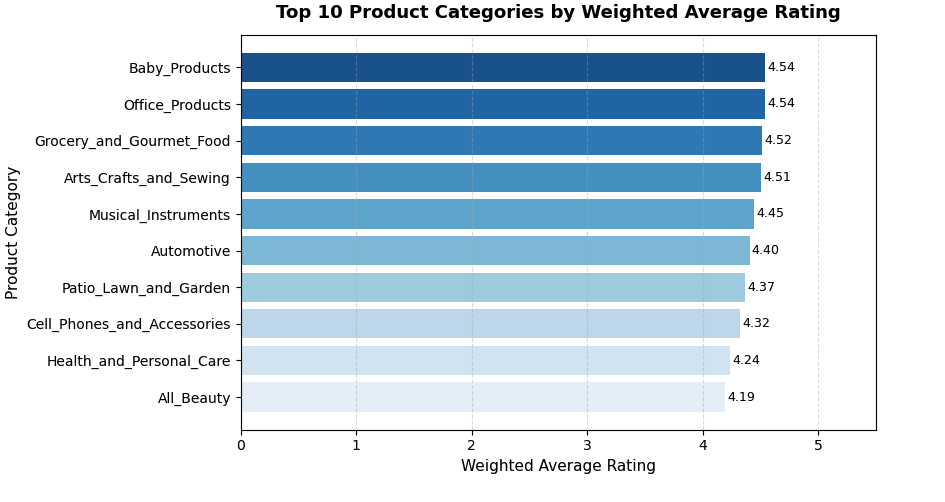 Top 10 Product Categories by Weighted Average Rating
Product Category
Baby_Products 4.54
Office_Products 4.54
Grocery_and_Gourmet_Food 4.52
Arts_Crafts_and_Sewing 4.51
Musical_Instruments 4.45
Automotive 4.40
Patio_Lawn_and_Garden 4.37
Cell_Phones_and_Accessories 4.32
Health_and_Personal_Care 4.24
All_Beauty 4.19
0 1 2 3 4 5
Weighted Average Rating